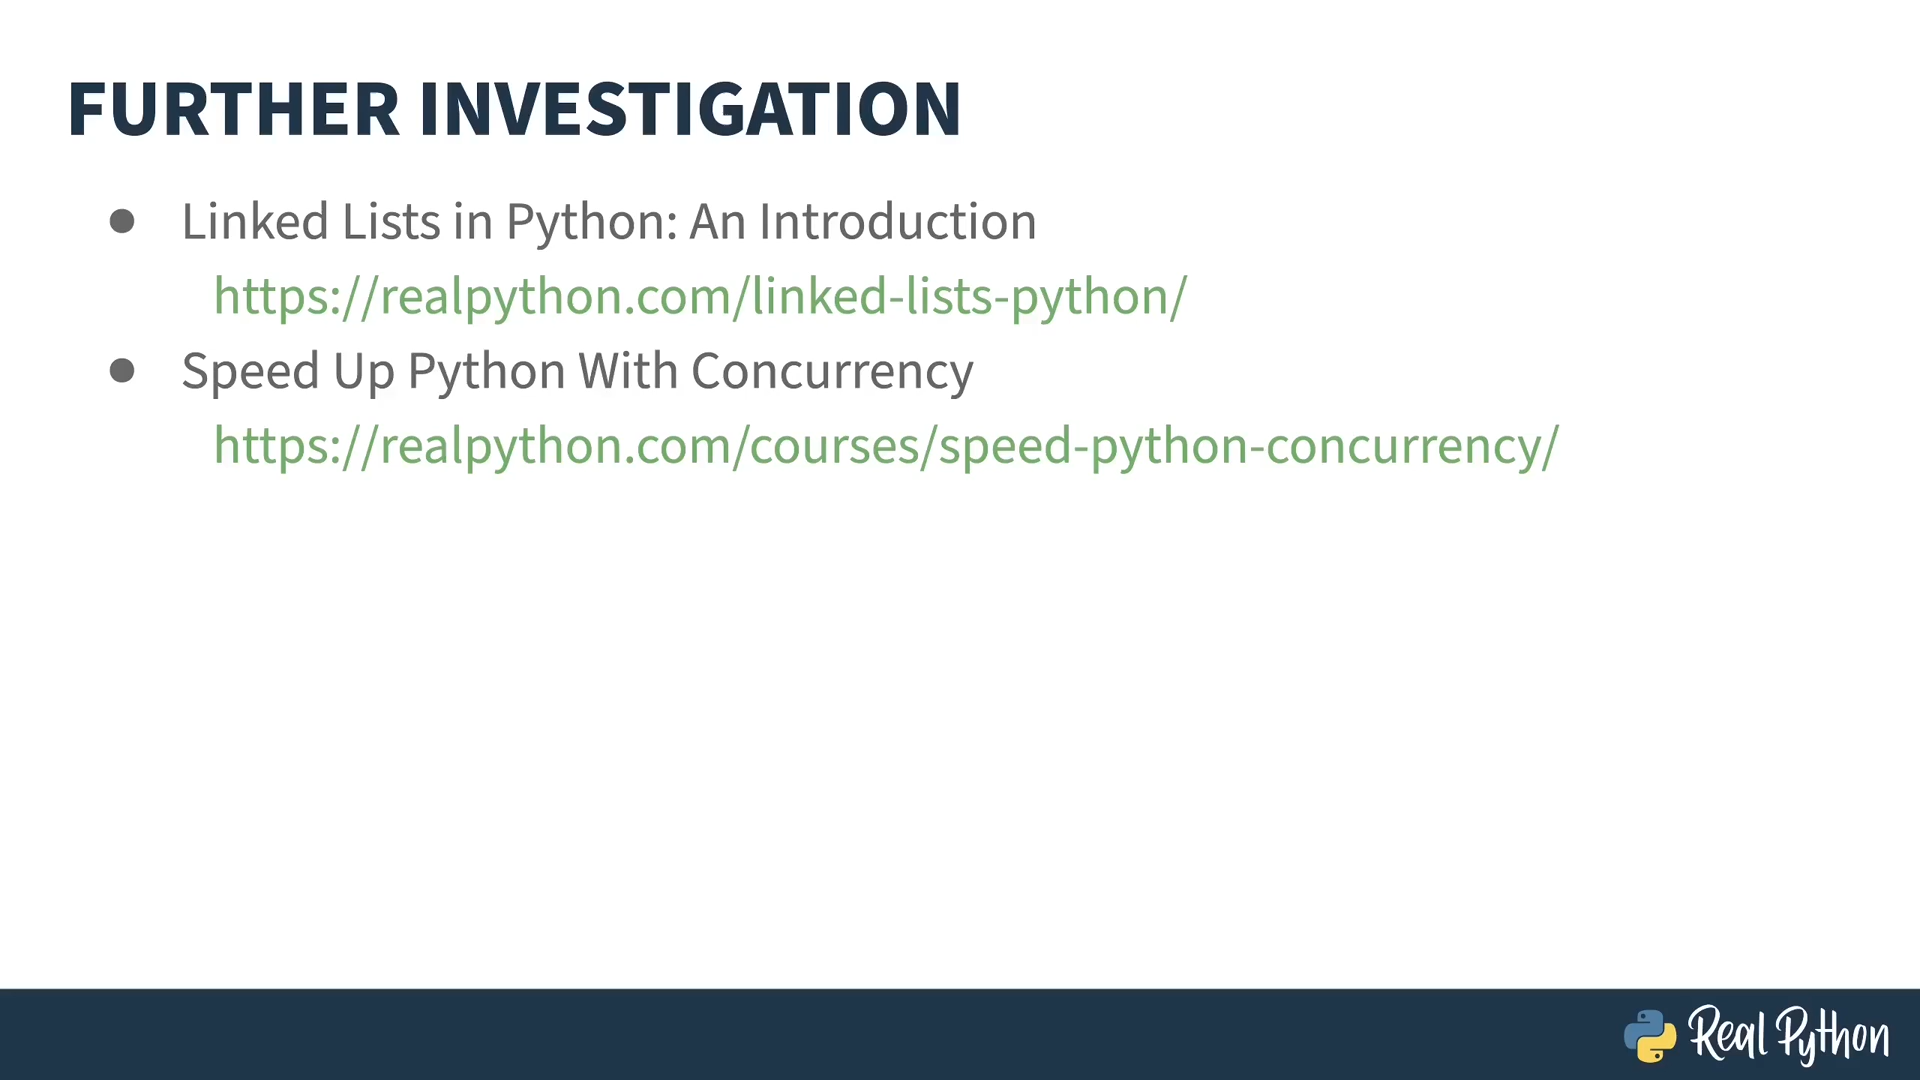 FURTHER INVESTIGATION
● Linked Lists in Python: An Introduction
https://realpython.com/linked-lists-python/
● Speed Up Python With Concurrency
https://realpython.com/courses/speed-python-concurrency/
Real Python